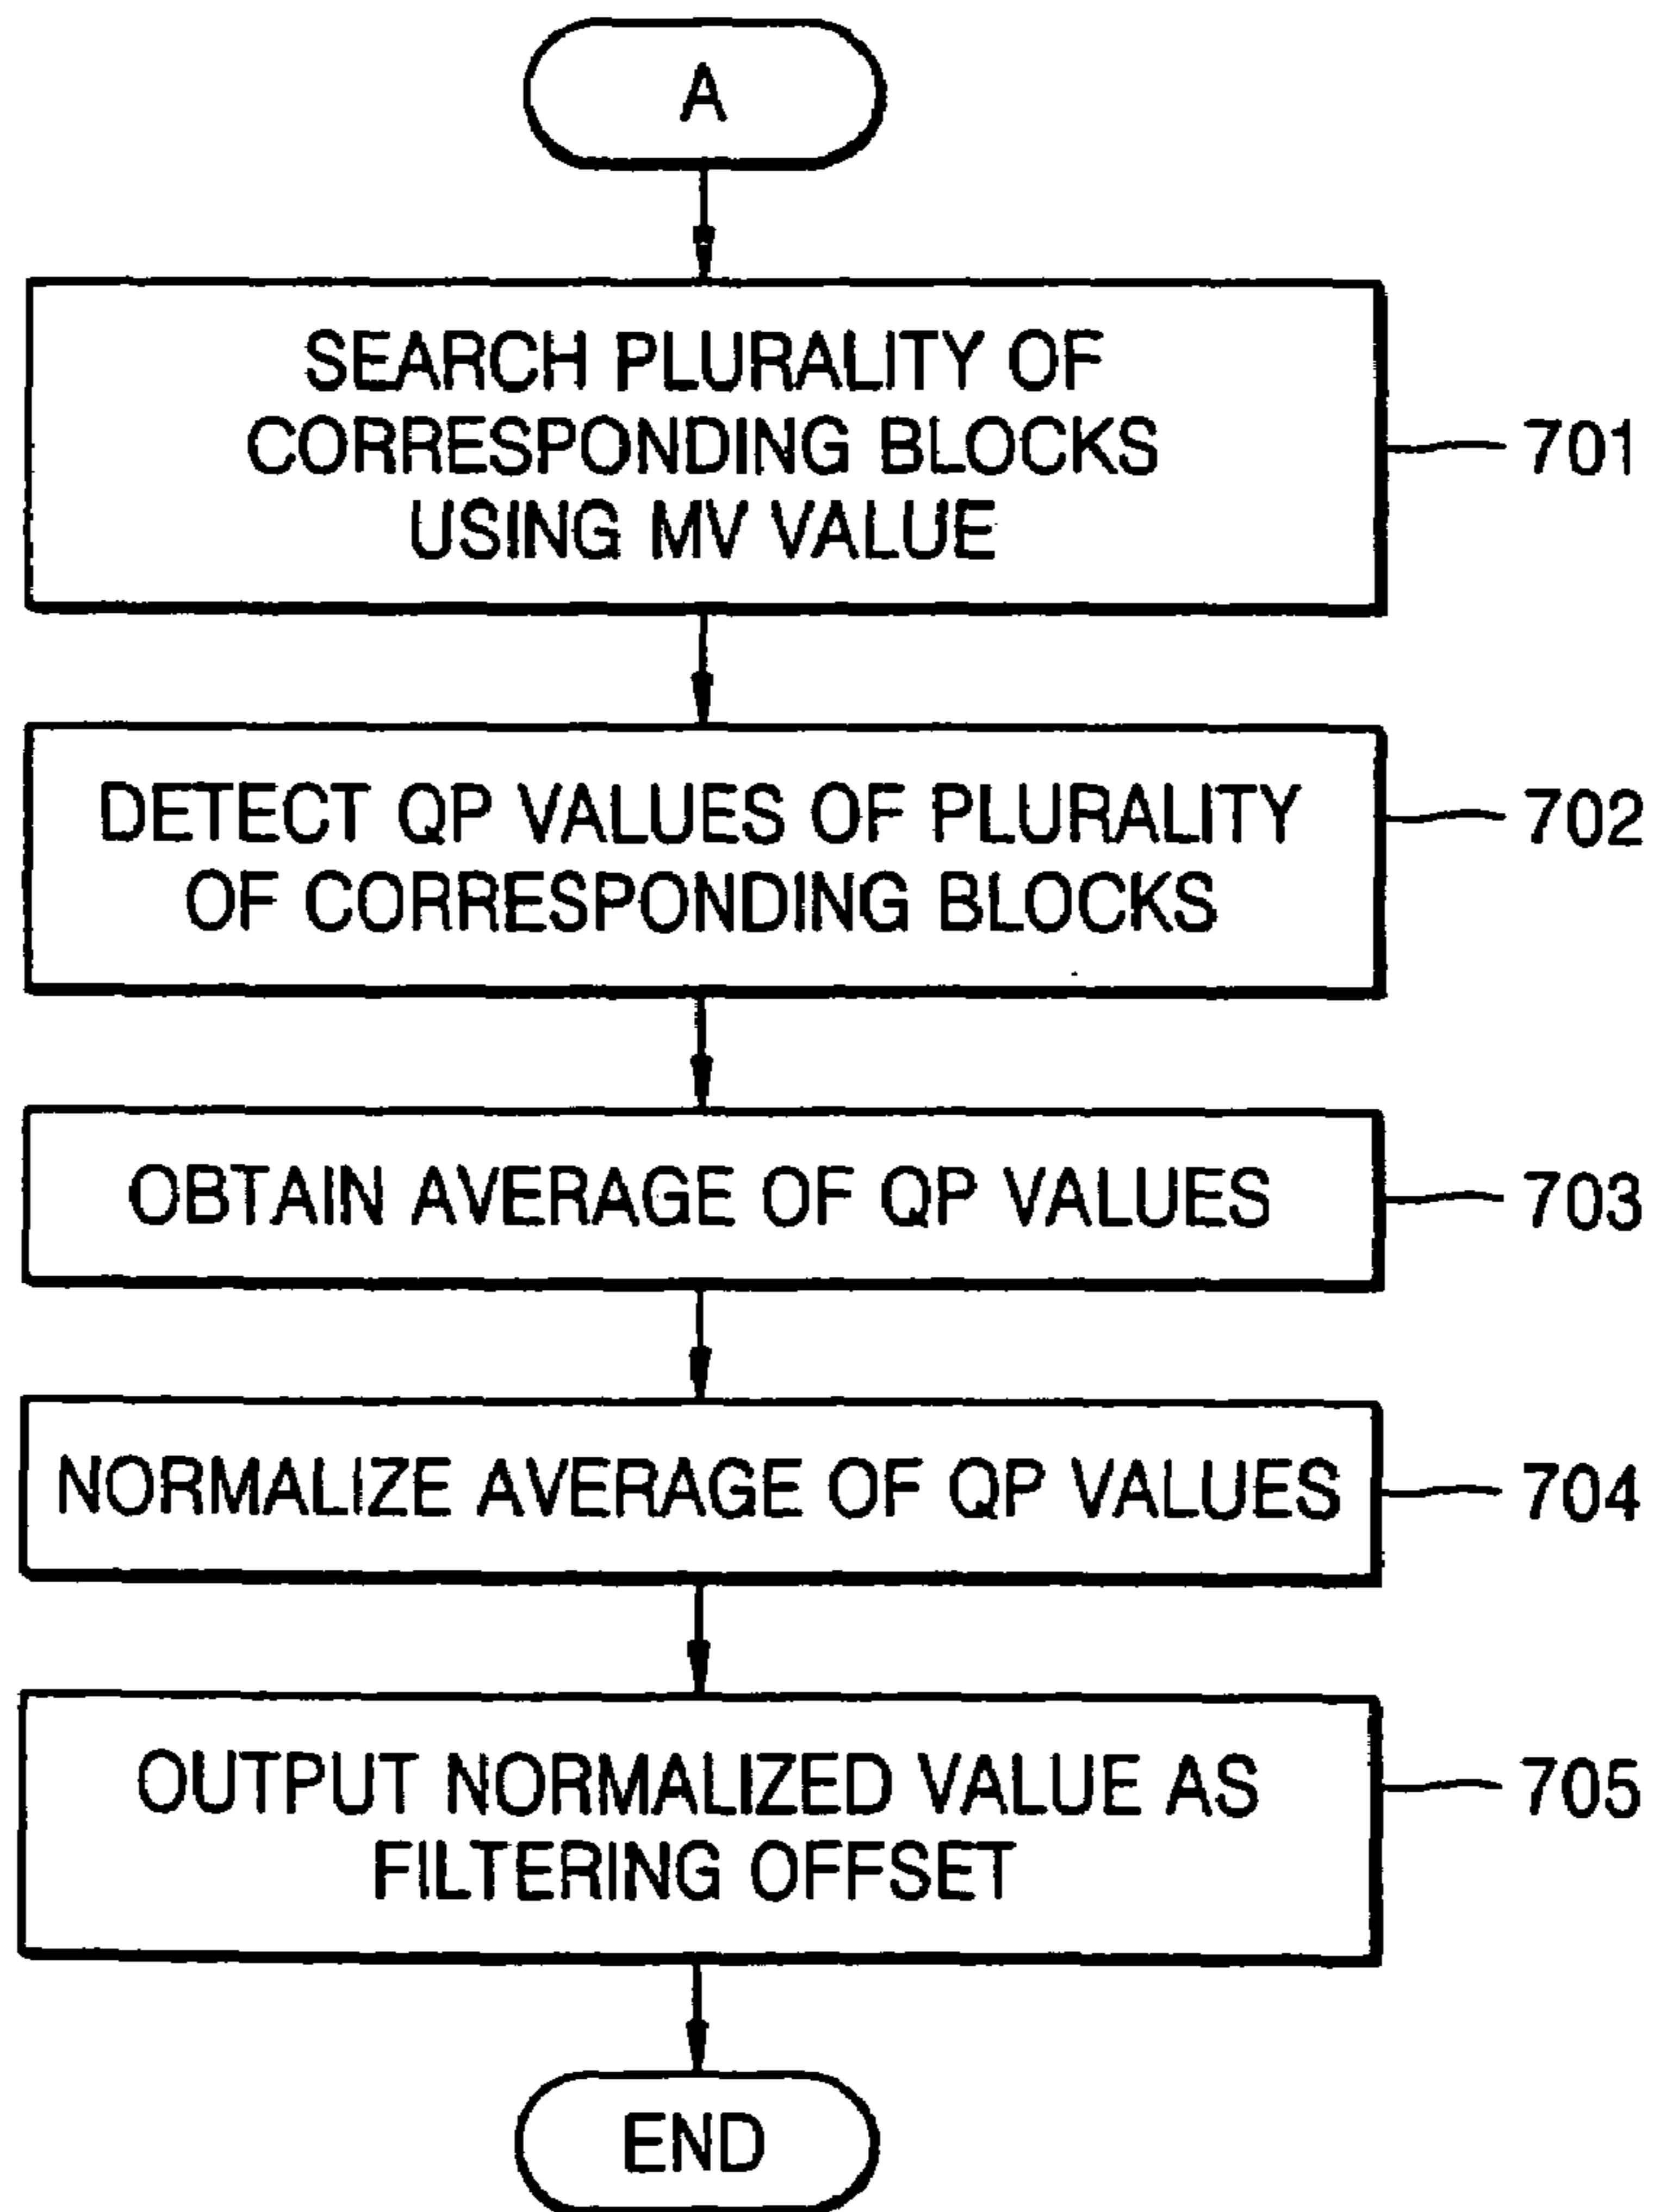 A
SEARCH PLURALITY OF
CORRESPONDING BLOCKS
USING MV VALUE
701
DETECT QP VALUES OF PLURALITY
OF CORRESPONDING BLOCKS
702
OBTAIN AVERAGE OF QP VALUES
703
NORMALIZE AVERAGE OF QP VALUES
704
OUTPUT NORMALIZED VALUE AS
FILTERING OFFSET
705
END